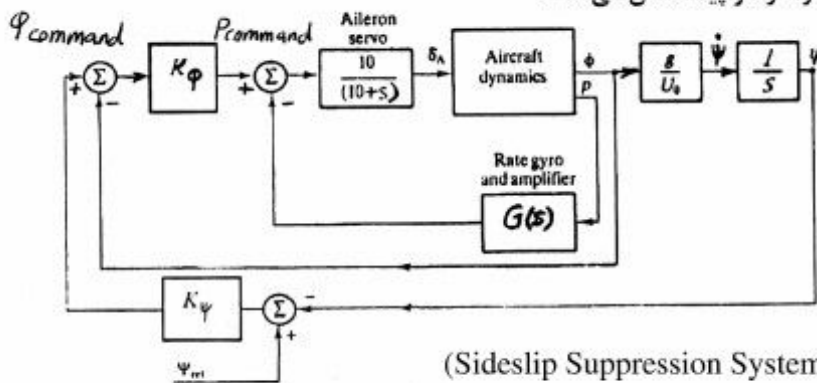 φcommand
Pcommand
Aileron
servo
Σ
Kφ
Σ
10
(10+s)
δA
Aircraft
dynamics
φ
p
g
U0
ψ̇
1
S
ψ
+
-
+
-
Rate gyro
and amplifier
G(s)
Kψ
Σ
-
+
Ψref
(Sideslip Suppression System